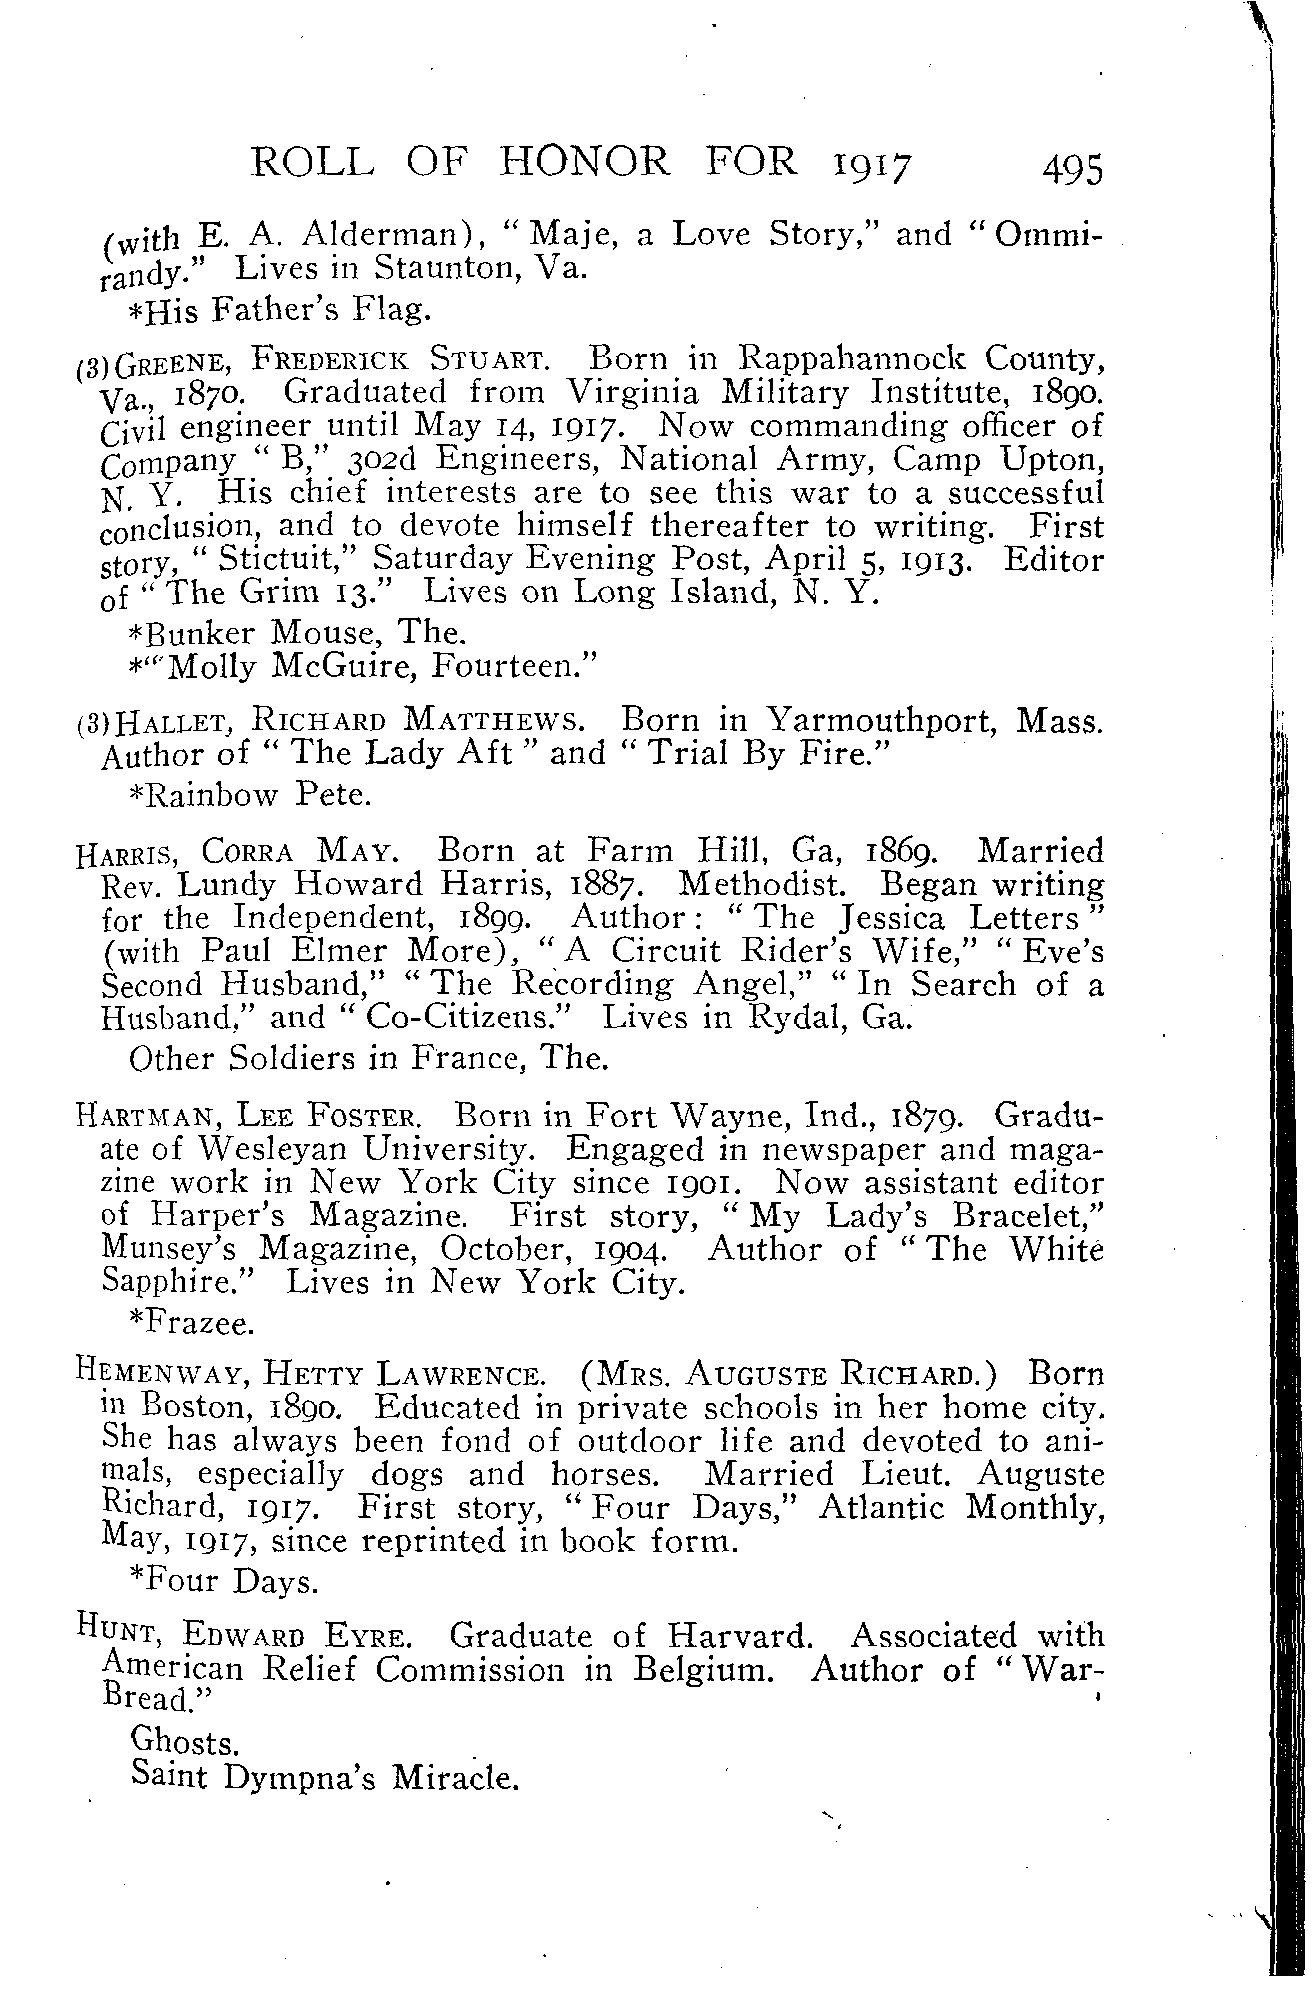 ROLL OF HONOR FOR 1917 495
(with E. A. Alderman), “ Maje, a Love Story,” and “ Ommi-
randy.” Lives in Staunton, Va.
*His Father’s Flag.
(3)GREENE, FREDERICK STUART. Born in Rappahannock County,
Va., 1870. Graduated from Virginia Military Institute, 1890.
Civil engineer until May 14, 1917. Now commanding officer of
Company “ B,” 302d Engineers, National Army, Camp Upton,
N. Y. His chief interests are to see this war to a successful
conclusion, and to devote himself thereafter to writing. First
story, “ Stictuit,” Saturday Evening Post, April 5, 1913. Editor
of “ The Grim 13.” Lives on Long Island, N. Y.
*Bunker Mouse, The.
*“‘Molly McGuire, Fourteen.”
(3)HALLET, RICHARD MATTHEWS. Born in Yarmouthport, Mass.
Author of “ The Lady Aft ” and “ Trial By Fire.”
*Rainbow Pete.
HARRIS, CORRA MAY. Born at Farm Hill, Ga, 1869. Married
Rev. Lundy Howard Harris, 1887. Methodist. Began writing
for the Independent, 1899. Author: “ The Jessica Letters ”
(with Paul Elmer More), “ A Circuit Rider’s Wife,” “ Eve’s
Second Husband,” “ The Recording Angel,” “ In Search of a
Husband,” and “ Co-Citizens.” Lives in Rydal, Ga.
Other Soldiers in France, The.
HARTMAN, LEE FOSTER. Born in Fort Wayne, Ind., 1879. Gradu-
ate of Wesleyan University. Engaged in newspaper and maga-
zine work in New York City since 1901. Now assistant editor
of Harper’s Magazine. First story, “ My Lady’s Bracelet,”
Munsey’s Magazine, October, 1904. Author of “ The White
Sapphire.” Lives in New York City.
*Frazee.
HEMENWAY, HETTY LAWRENCE. (MRS. AUGUSTE RICHARD.) Born
in Boston, 1890. Educated in private schools in her home city.
She has always been fond of outdoor life and devoted to ani-
mals, especially dogs and horses. Married Lieut. Auguste
Richard, 1917. First story, “ Four Days,” Atlantic Monthly,
May, 1917, since reprinted in book form.
*Four Days.
HUNT, EDWARD EYRE. Graduate of Harvard. Associated with
American Relief Commission in Belgium. Author of “ War-
Bread.”
Ghosts.
Saint Dympna’s Miracle.